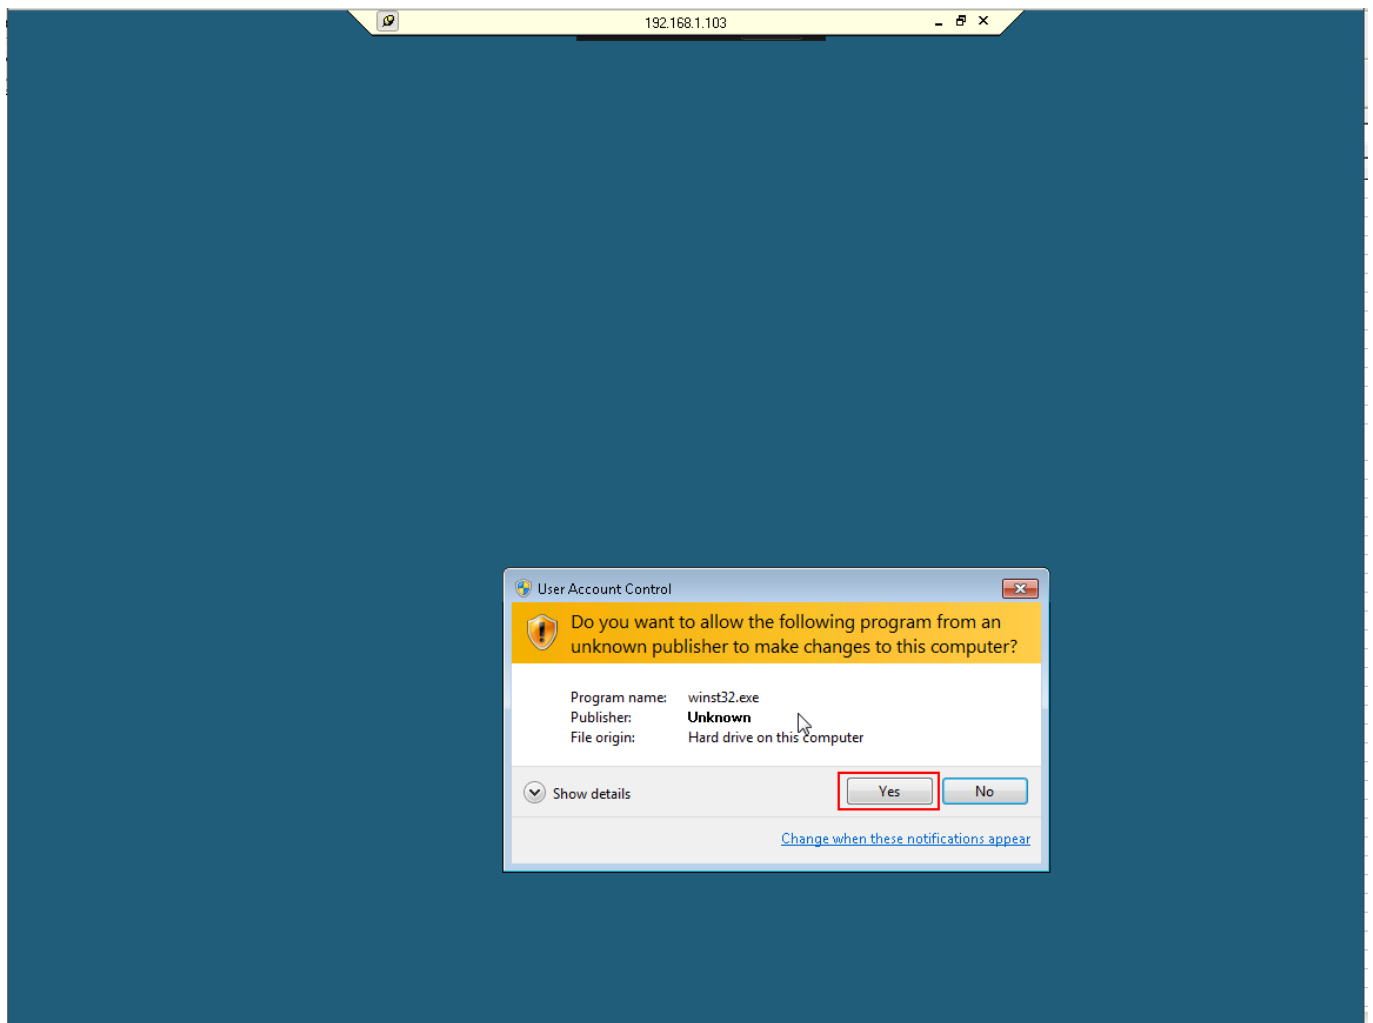 192.168.1.103
User Account Control
Do you want to allow the following program from an
unknown publisher to make changes to this computer?
Program name: winst32.exe
Publisher: Unknown
File origin: Hard drive on this computer
Show details
Yes
No
Change when these notifications appear